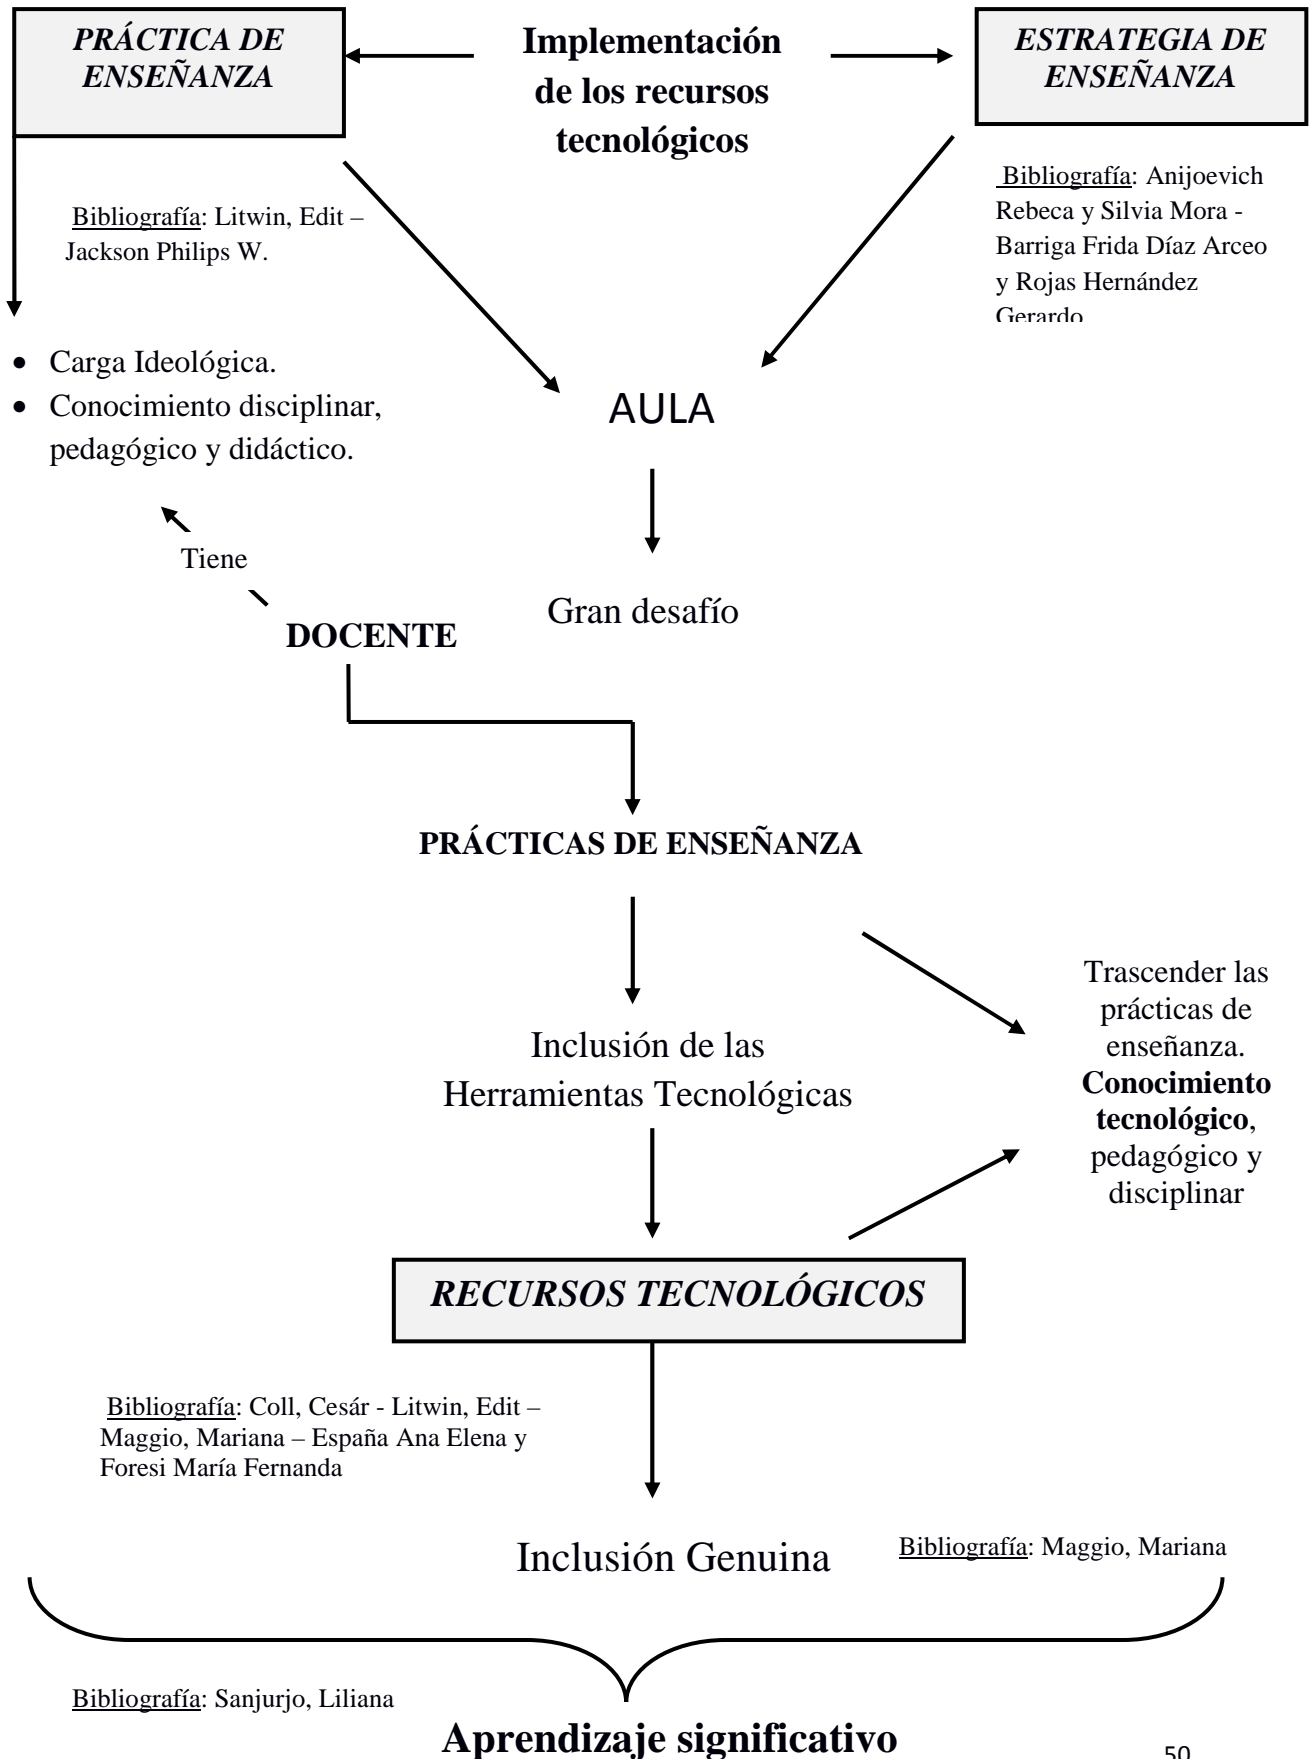 PRÁCTICA DE
ENSEÑANZA
Implementación
de los recursos
tecnológicos
ESTRATEGIA DE
ENSEÑANZA
Bibliografía: Litwin, Edit –
Jackson Philips W.
Bibliografía: Anijoevich
Rebeca y Silvia Mora -
Barriga Frida Díaz Arceo
y Rojas Hernández
Gerardo
• Carga Ideológica.
• Conocimiento disciplinar,
pedagógico y didáctico.
AULA
Tiene
Gran desafío
DOCENTE
PRÁCTICAS DE ENSEÑANZA
Trascender las
prácticas de
enseñanza.
Conocimiento
tecnológico,
pedagógico y
disciplinar
Inclusión de las
Herramientas Tecnológicas
RECURSOS TECNOLÓGICOS
Bibliografía: Coll, Cesár - Litwin, Edit –
Maggio, Mariana – España Ana Elena y
Foresi María Fernanda
Inclusión Genuina
Bibliografía: Maggio, Mariana
Bibliografía: Sanjurjo, Liliana
Aprendizaje significativo
50